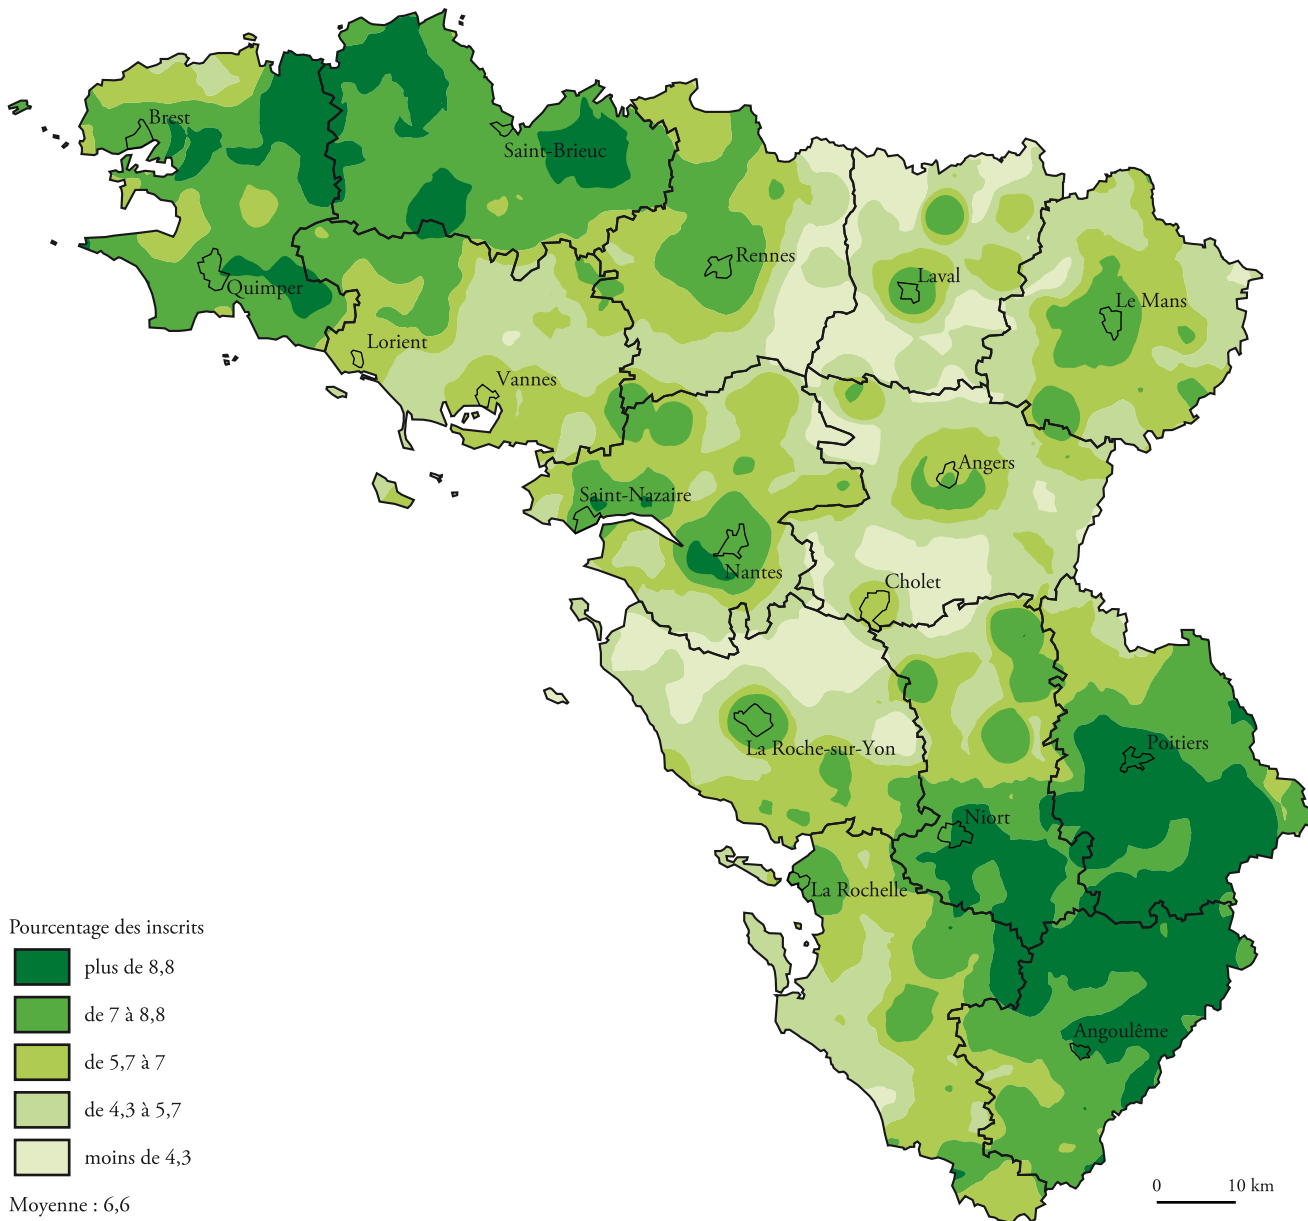 Brest
Saint-Brieuc
Rennes
Laval
Quimper
Le Mans
Lorient
Vannes
Angers
Saint-Nazaire
Nantes
Cholet
La Roche-sur-Yon
Poitiers
Niort
La Rochelle
Angoulême
Pourcentage des inscrits
plus de 8,8
de 7 à 8,8
de 5,7 à 7
de 4,3 à 5,7
moins de 4,3
Moyenne : 6,6
0 10 km